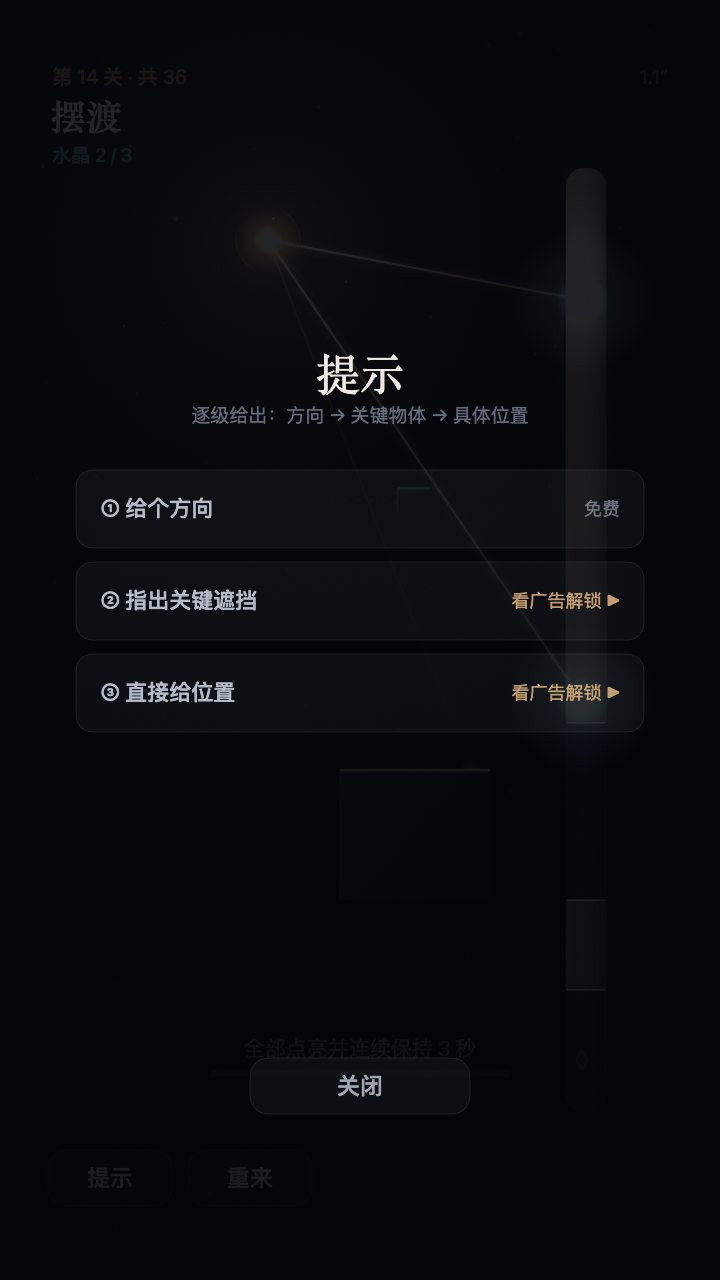 第 14 关 · 共 36
1.1″
摆渡
水晶 2 / 3
提示
逐级给出：方向 → 关键物体 → 具体位置
① 给个方向
免费
② 指出关键遮挡
看广告解锁 ▶
③ 直接给位置
看广告解锁 ▶
全部点亮并连续保持 3 秒
关闭
提示
重来